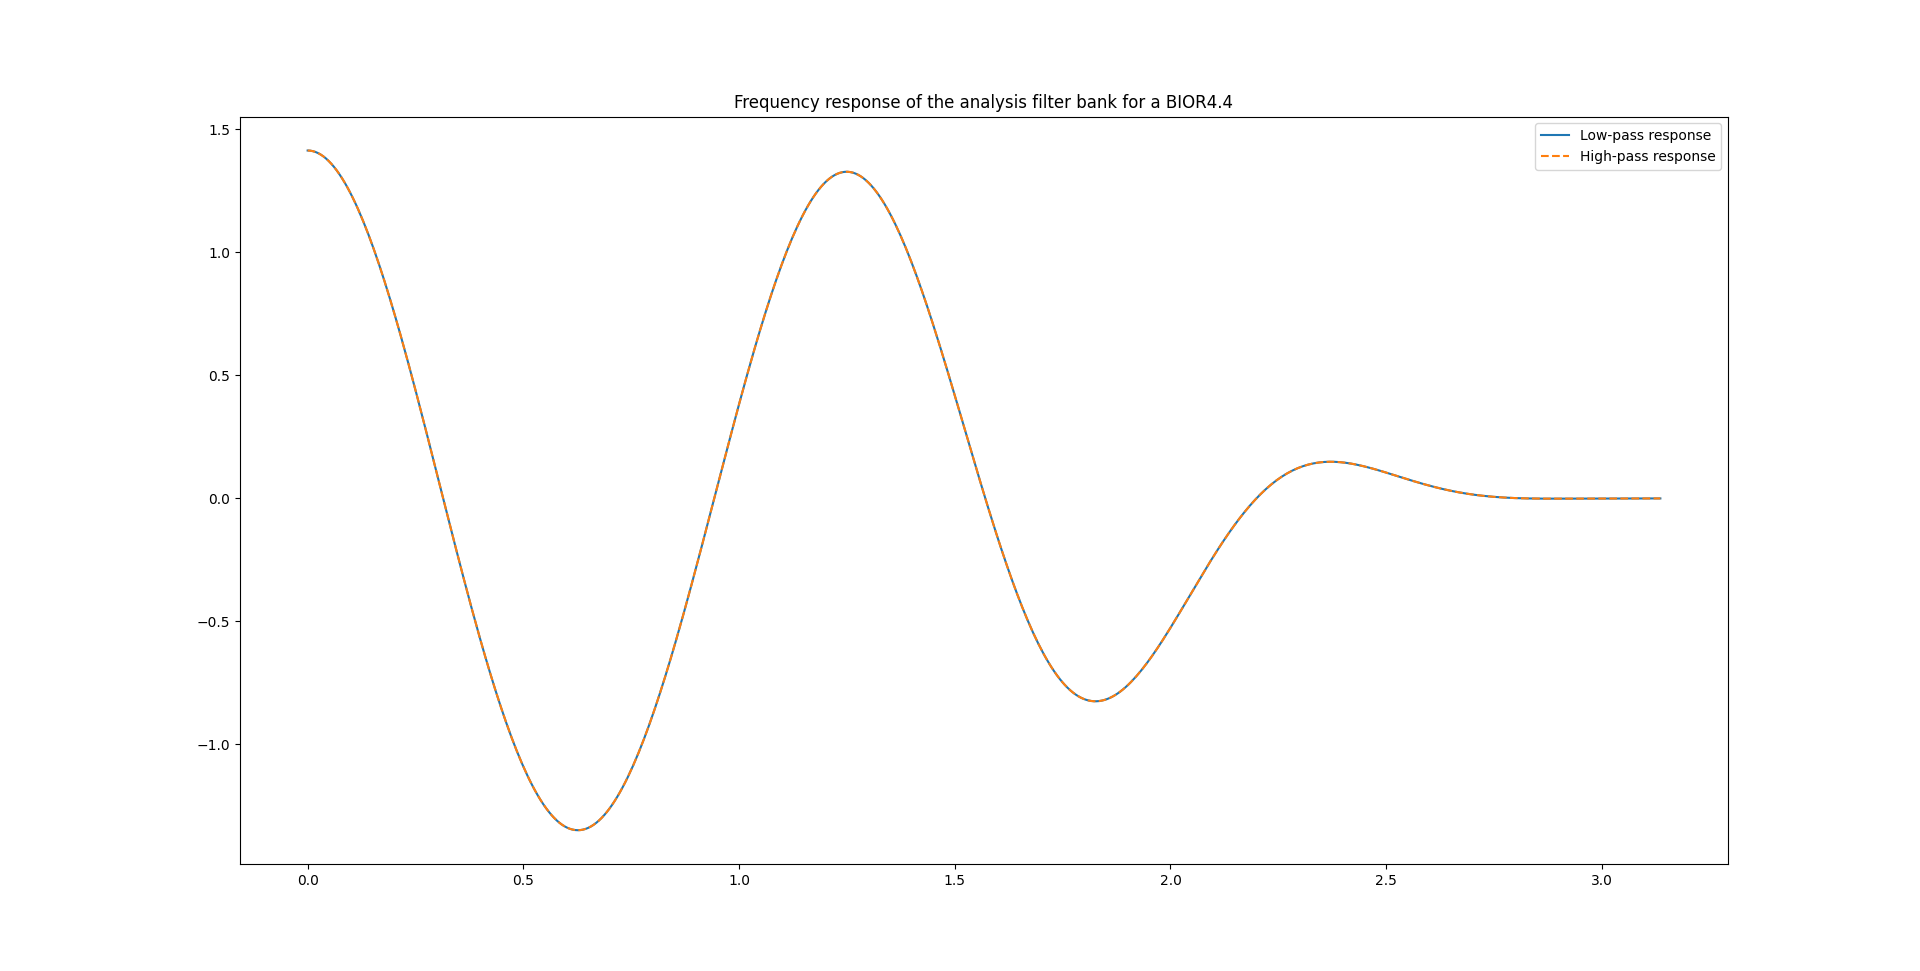 Frequency response of the analysis filter bank for a BIOR4.4
Low-pass response
High-pass response
1.5
1.0
0.5
0.0
−0.5
−1.0
0.0 0.5 1.0 1.5 2.0 2.5 3.0